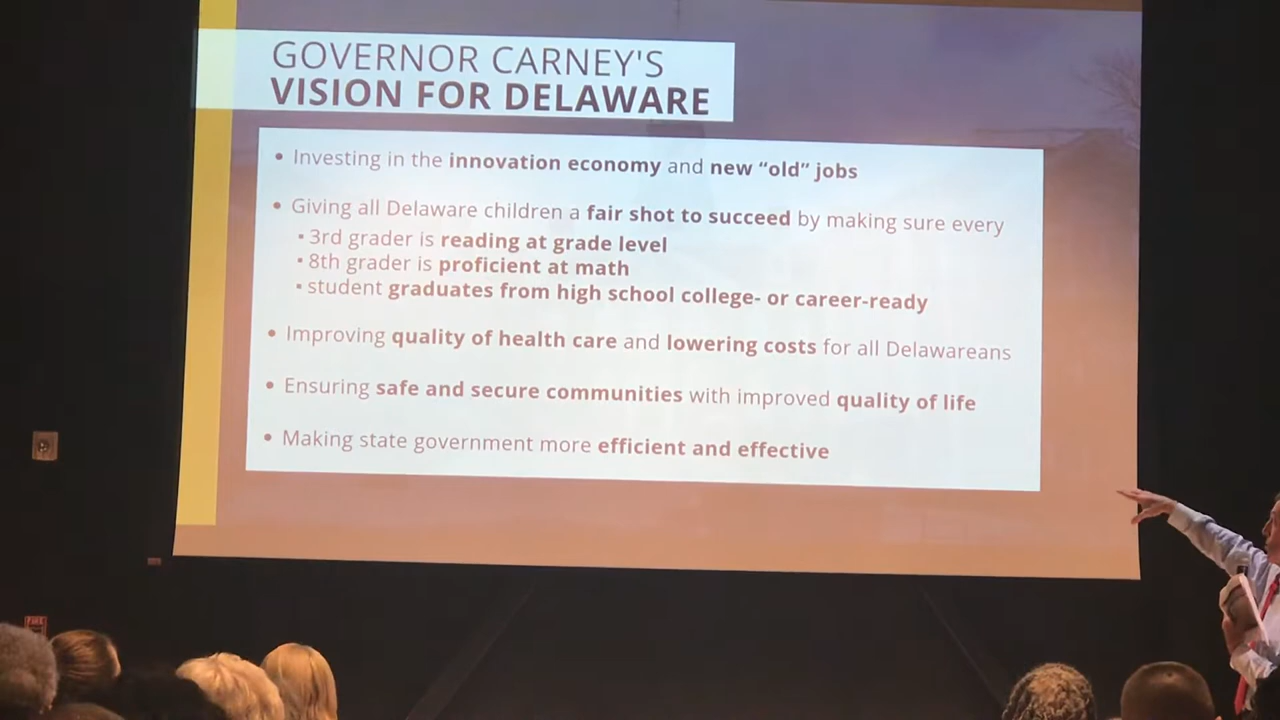 GOVERNOR CARNEY'S
VISION FOR DELAWARE
• Investing in the innovation economy and new “old” jobs
• Giving all Delaware children a fair shot to succeed by making sure every
▪ 3rd grader is reading at grade level
▪ 8th grader is proficient at math
▪ student graduates from high school college- or career-ready
• Improving quality of health care and lowering costs for all Delawareans
• Ensuring safe and secure communities with improved quality of life
• Making state government more efficient and effective
FIRE